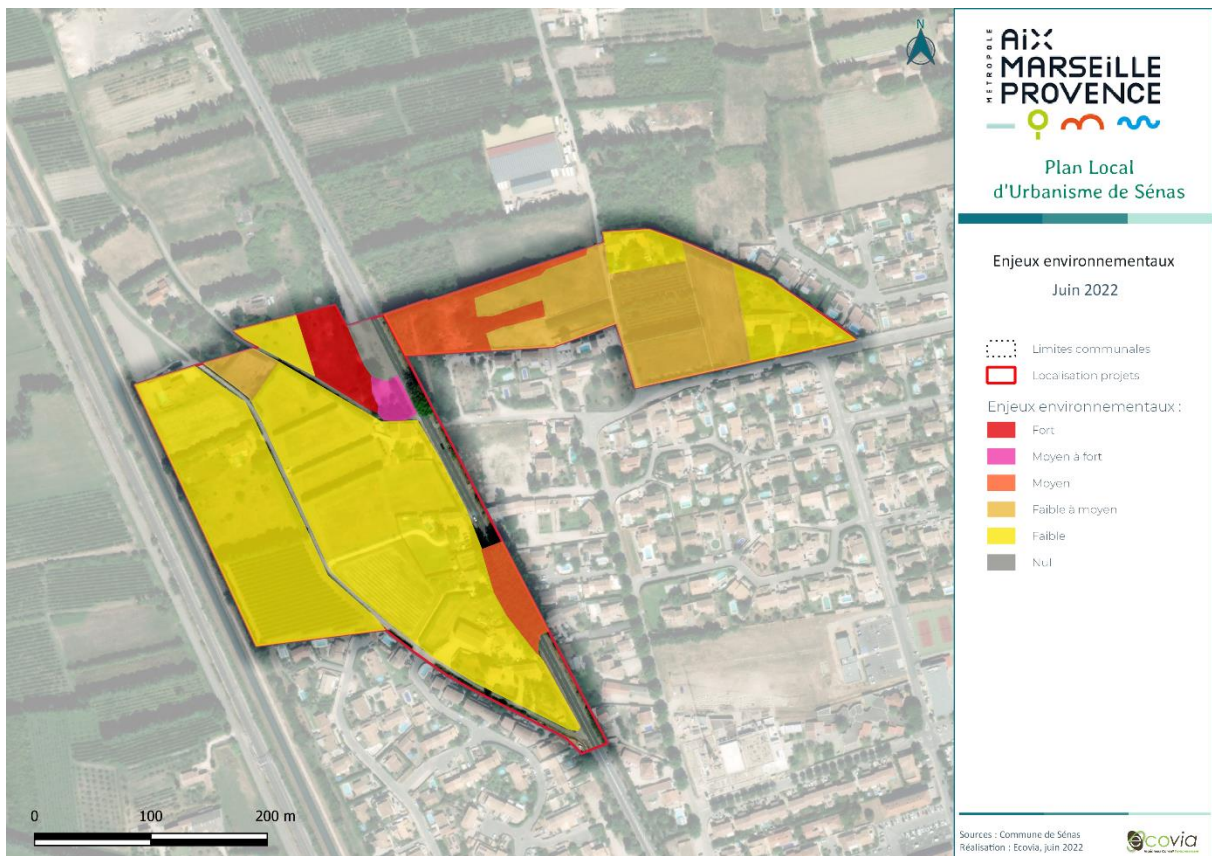 N
MÉTROPOLE
AIX
MARSEILLE
PROVENCE
Plan Local
d'Urbanisme de Sénas
Enjeux environnementaux
Juin 2022
Limites communales
Localisation projets
Enjeux environnementaux :
Fort
Moyen à fort
Moyen
Faible à moyen
Faible
Nul
0 100 200 m
Sources : Commune de Sénas
Réalisation : Ecovia, juin 2022
ecovia